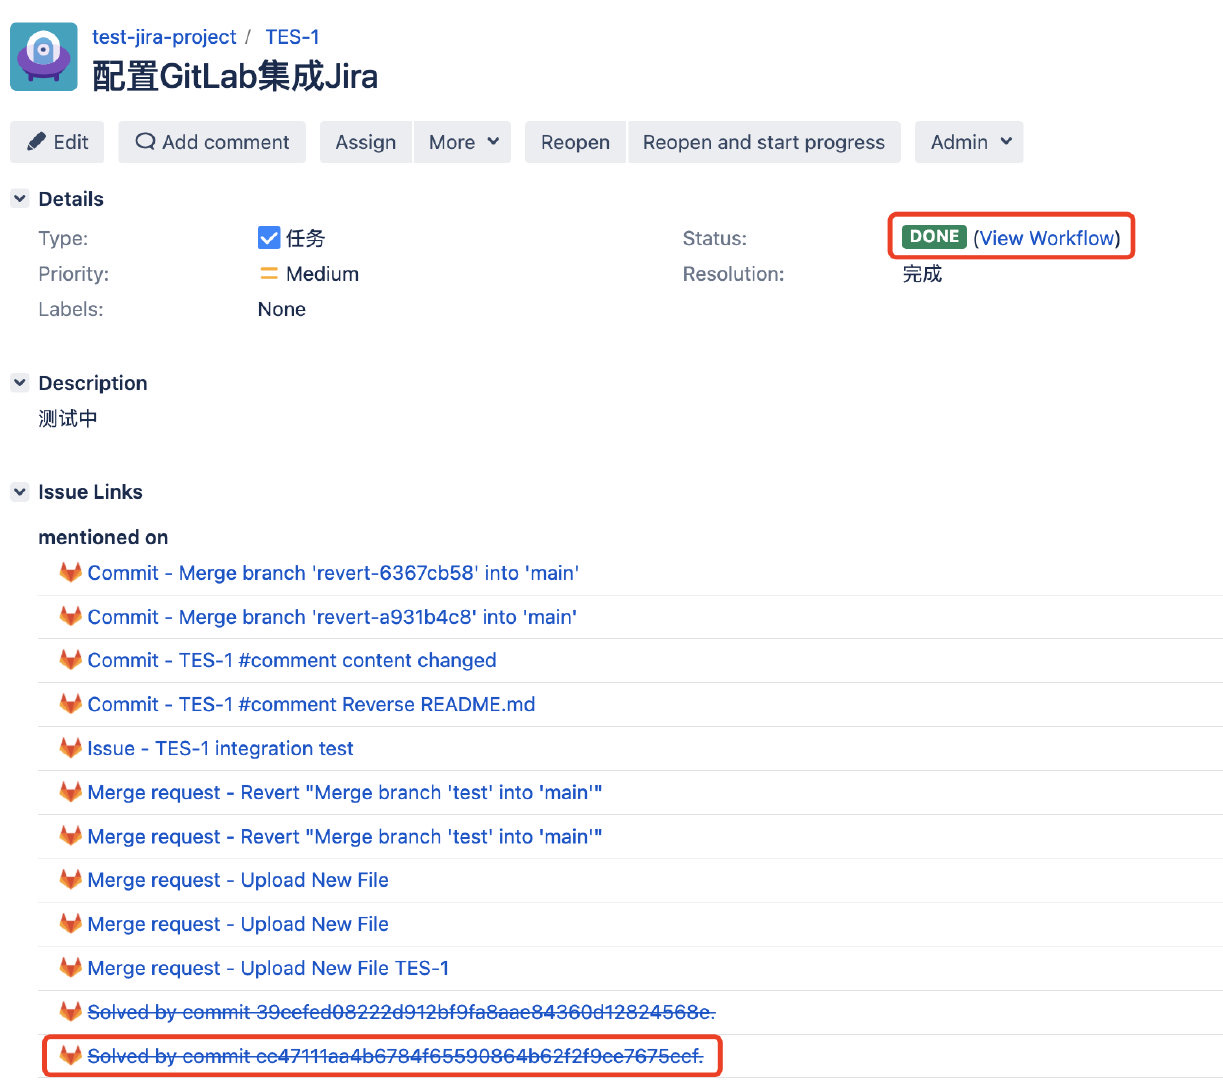 test-jira-project / TES-1
配置GitLab集成Jira
Edit Add comment Assign More Reopen Reopen and start progress Admin
Details
Type: 任务 Status: DONE (View Workflow)
Priority: Medium Resolution: 完成
Labels: None
Description
测试中
Issue Links
mentioned on
Commit - Merge branch 'revert-6367cb58' into 'main'
Commit - Merge branch 'revert-a931b4c8' into 'main'
Commit - TES-1 #comment content changed
Commit - TES-1 #comment Reverse README.md
Issue - TES-1 integration test
Merge request - Revert "Merge branch 'test' into 'main'"
Merge request - Revert "Merge branch 'test' into 'main'"
Merge request - Upload New File
Merge request - Upload New File
Merge request - Upload New File TES-1
Solved by commit 39cefed08222d912bf9fa8aae84360d12824568e.
Solved by commit